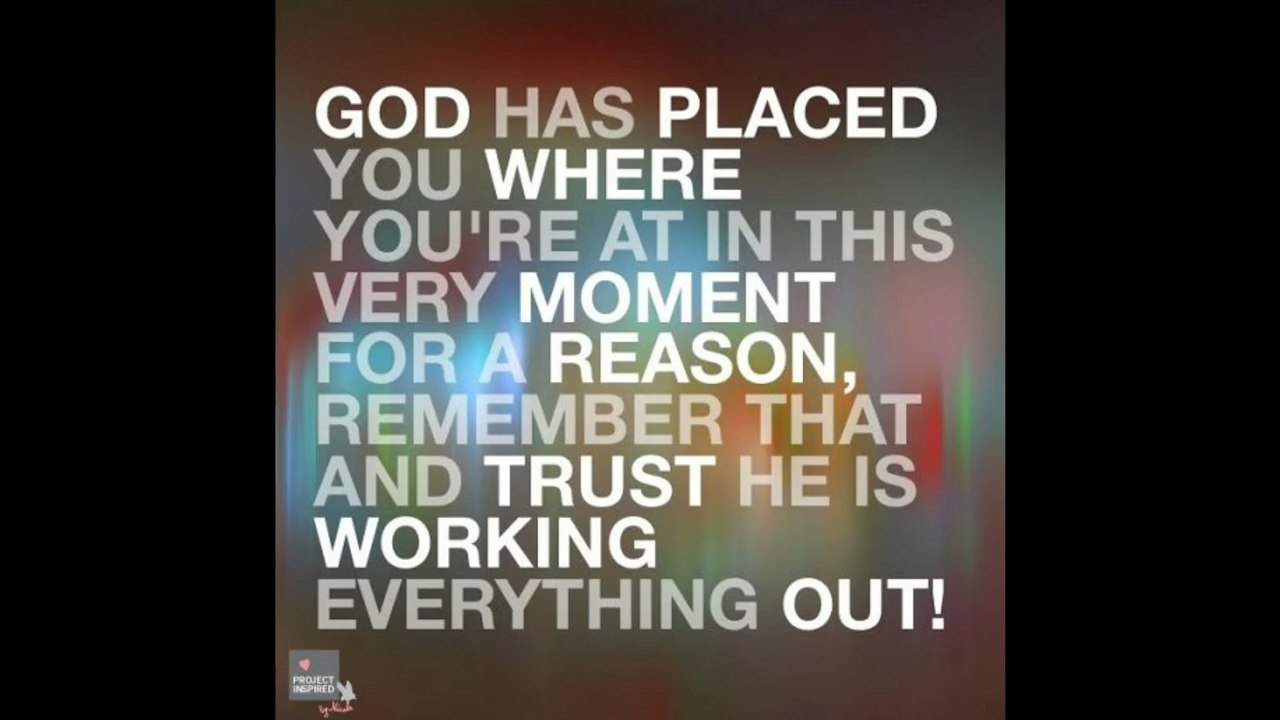 GOD HAS PLACED
YOU WHERE
YOU'RE AT IN THIS
VERY MOMENT
FOR A REASON,
REMEMBER THAT
AND TRUST HE IS
WORKING
EVERYTHING OUT!
PROJECT
INSPIRED